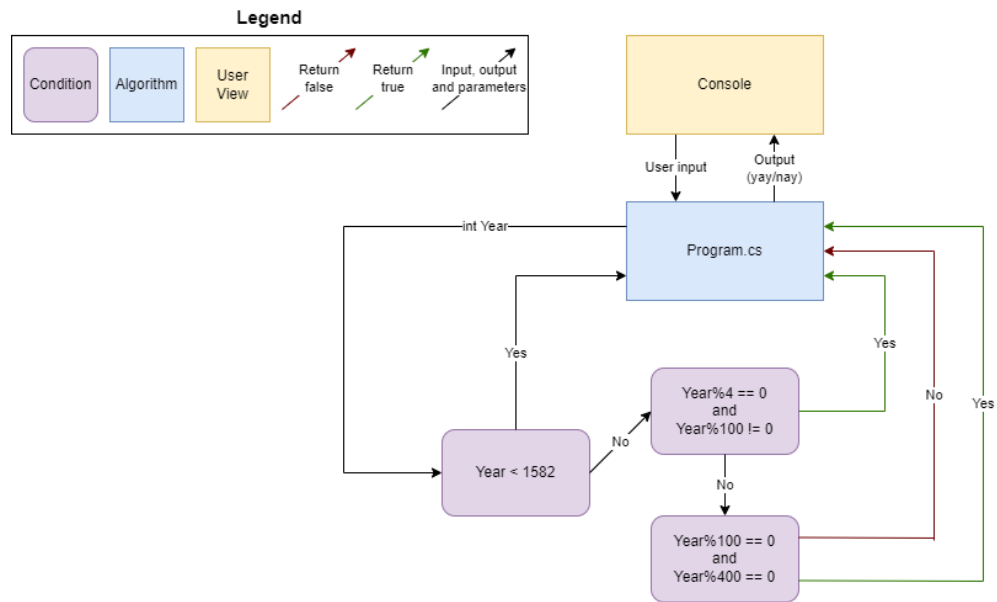 Legend
Condition
Algorithm
User
View
Return
false
Return
true
Input, output
and parameters
Console
User input
Output
(yay/nay)
int Year
Program.cs
Yes
Yes
No
Yes
Year%4 == 0
and
Year%100 != 0
No
Year < 1582
No
Year%100 == 0
and
Year%400 == 0